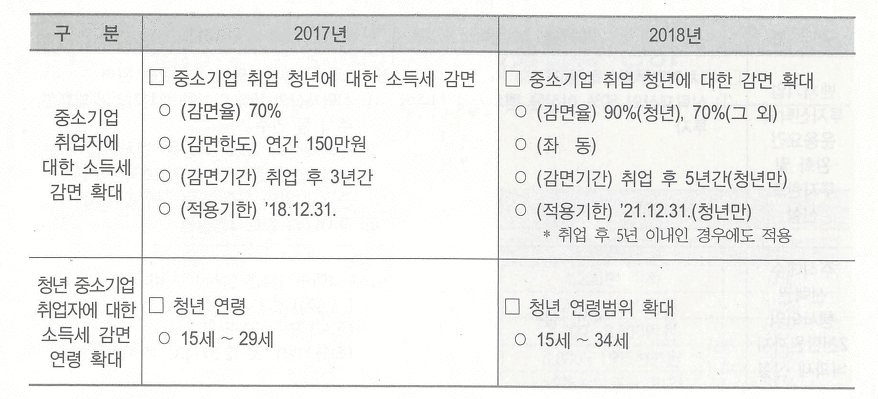 구 분
2017년
2018년
중소기업
취업자에
대한 소득세
감면 확대
□ 중소기업 취업 청년에 대한 소득세 감면
○ (감면율) 70%
○ (감면한도) 연간 150만원
○ (감면기간) 취업 후 3년간
○ (적용기한) '18.12.31.
□ 중소기업 취업 청년에 대한 감면 확대
○ (감면율) 90%(청년), 70%(그 외)
○ (좌 동)
○ (감면기간) 취업 후 5년간(청년만)
○ (적용기한) '21.12.31.(청년만)
* 취업 후 5년 이내인 경우에도 적용
청년 중소기업
취업자에 대한
소득세 감면
연령 확대
□ 청년 연령
○ 15세 ~ 29세
□ 청년 연령범위 확대
○ 15세 ~ 34세